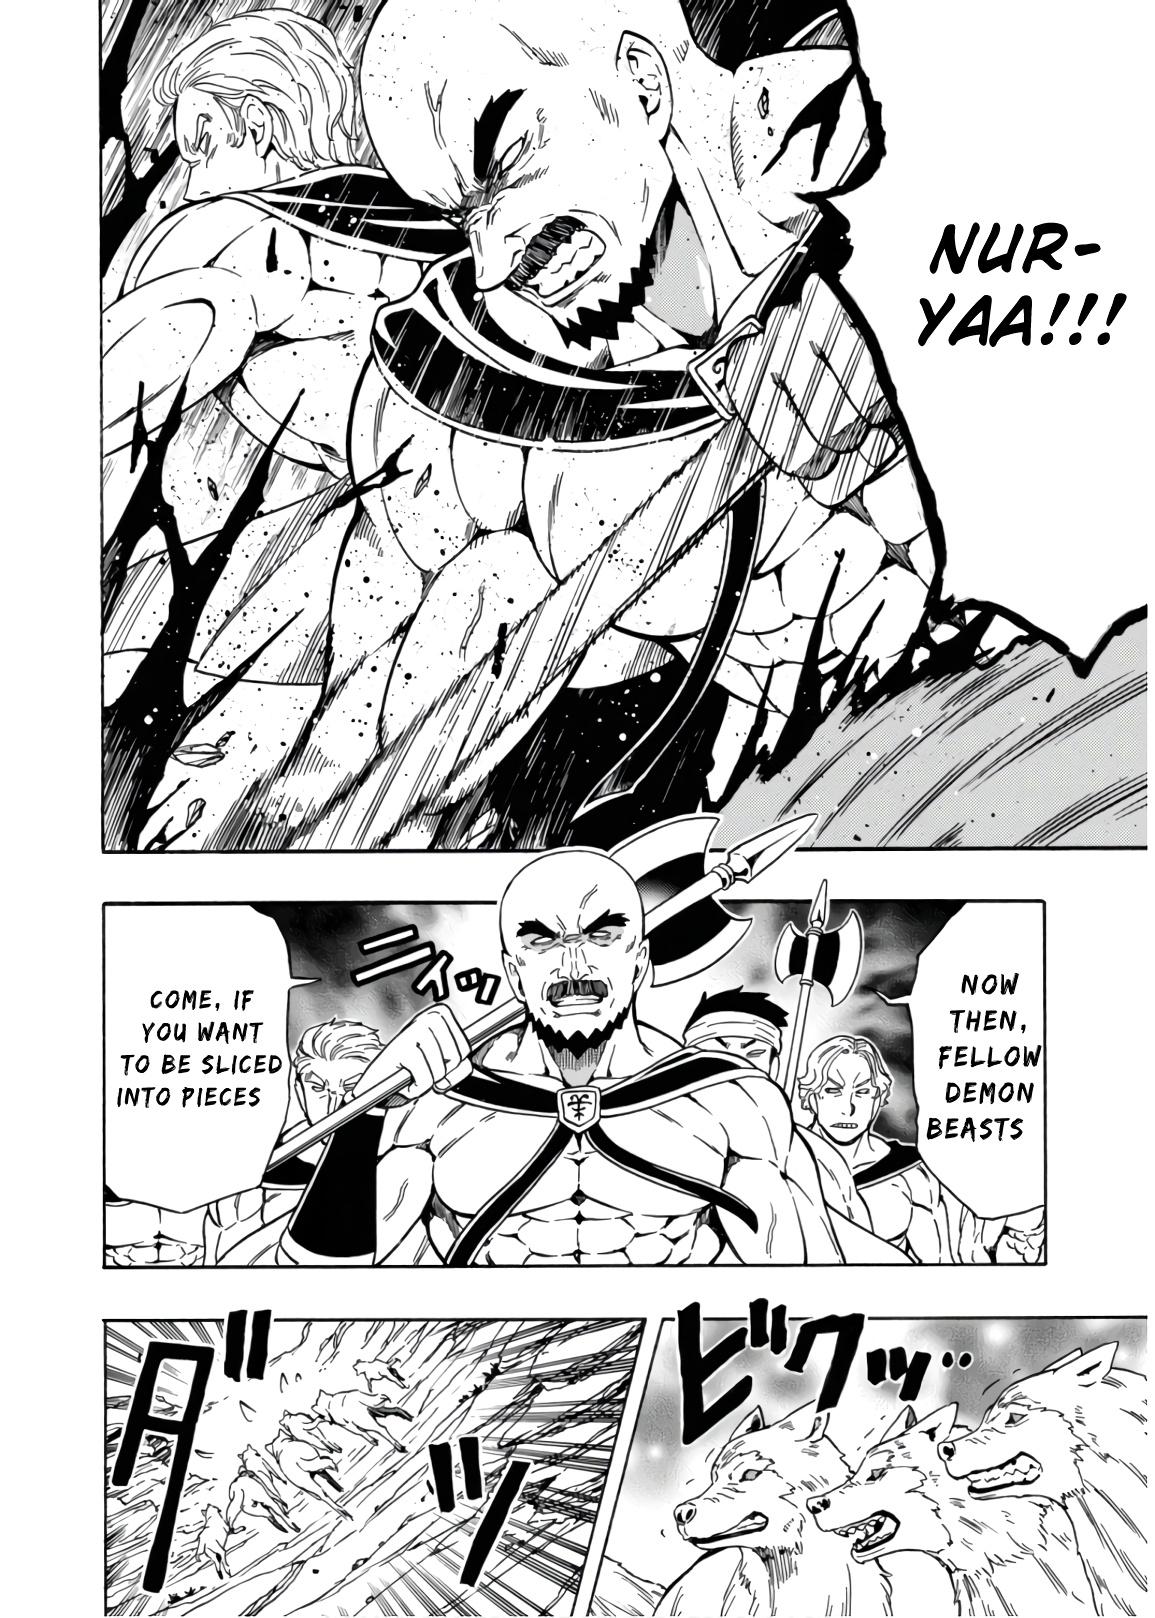 NUR-
YAA!!!
NOW
THEN,
FELLOW
DEMON
BEASTS
ニイッ
COME, IF
YOU WANT
TO BE SLICED
INTO PIECES
ビクッ‥
ダッ